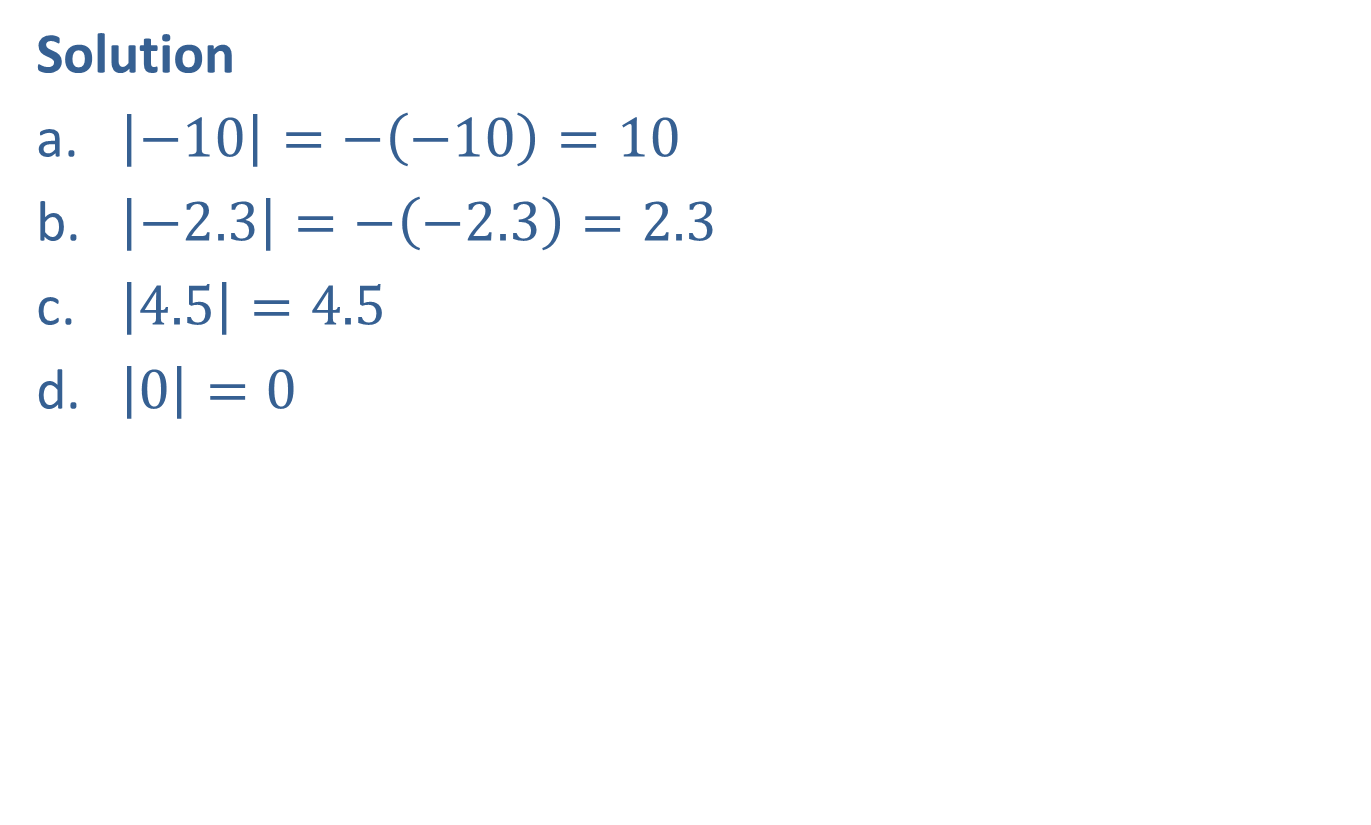 Solution
a. |−10| = −(−10) = 10
b. |−2.3| = −(−2.3) = 2.3
c. |4.5| = 4.5
d. |0| = 0